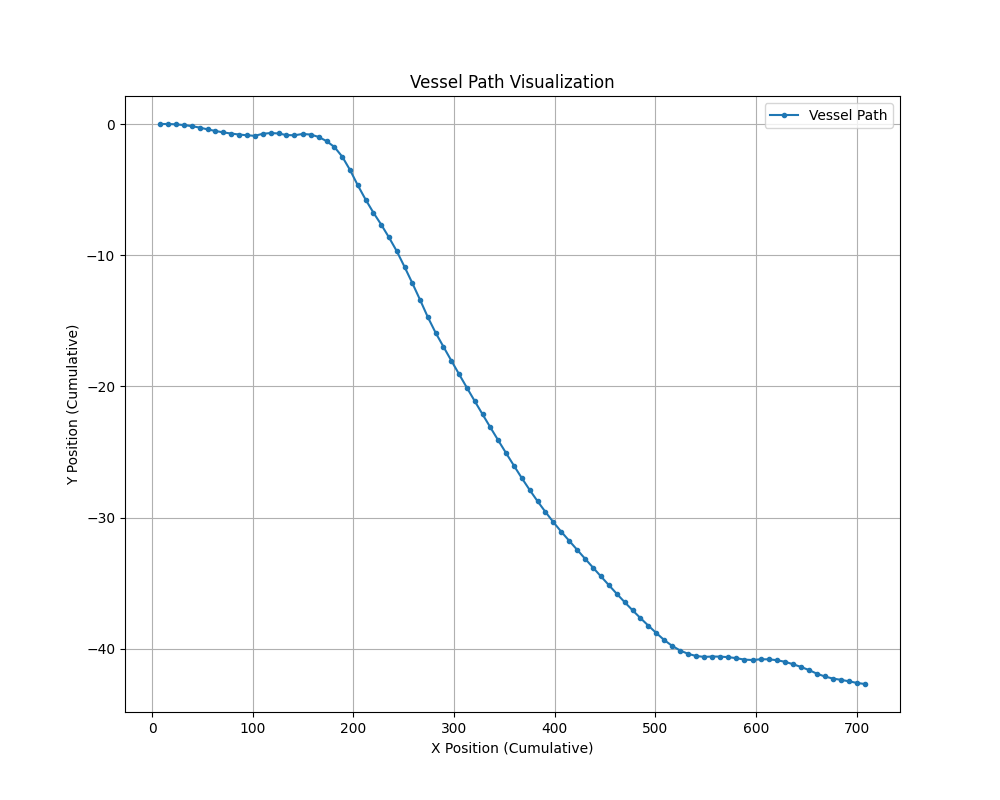 Vessel Path Visualization
Vessel Path
0
−10
−20
−30
−40
Y Position (Cumulative)
0 100 200 300 400 500 600 700
X Position (Cumulative)